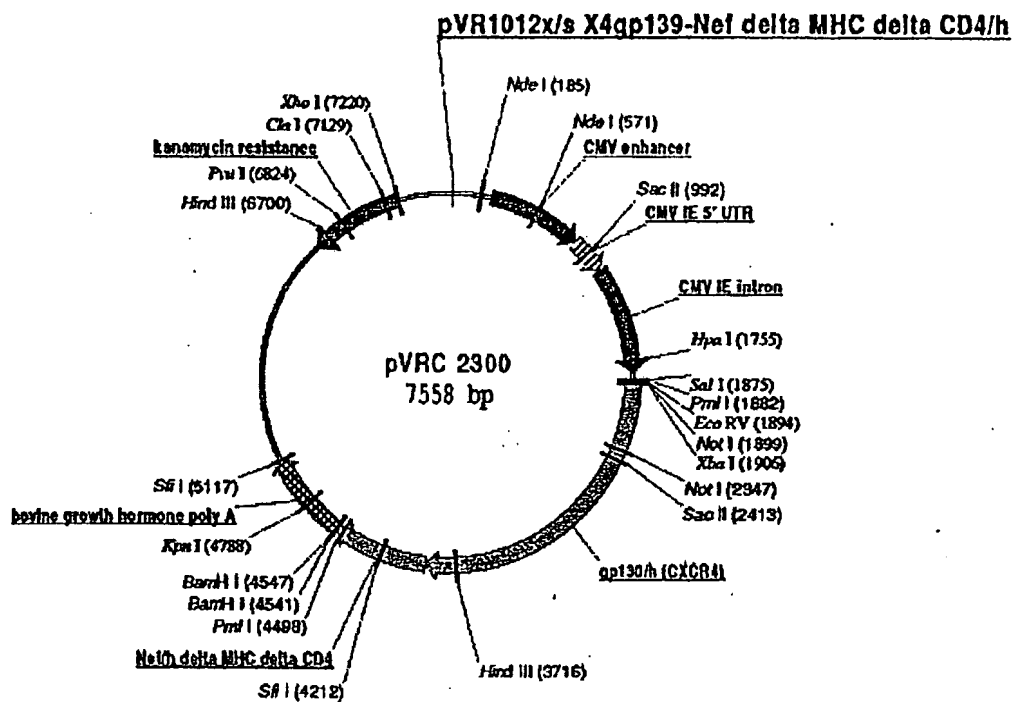 pVR1012x/s X4gp139-Nef delta MHC delta CD4/h
Nde I (185)
Nde I (571)
CMV enhancer
Sac II (992)
CMV IE 5' UTR
CMV IE intron
Hpa I (1755)
Sal I (1875)
Pml I (1882)
Eco RV (1894)
Not I (1899)
Xba I (1906)
Not I (2347)
Sac II (2413)
gp130/h (CXCR4)
Hind III (3716)
Sfi I (4212)
Nef/h delta MHC delta CD4
Pml I (4498)
BamH I (4541)
BamH I (4547)
Kpn I (4788)
bovine growth hormone poly A
Sfi I (5117)
Hind III (6700)
Pvu I (6824)
kanamycin resistance
Cla I (7129)
Xho I (7220)
pVRC 2300
7558 bp